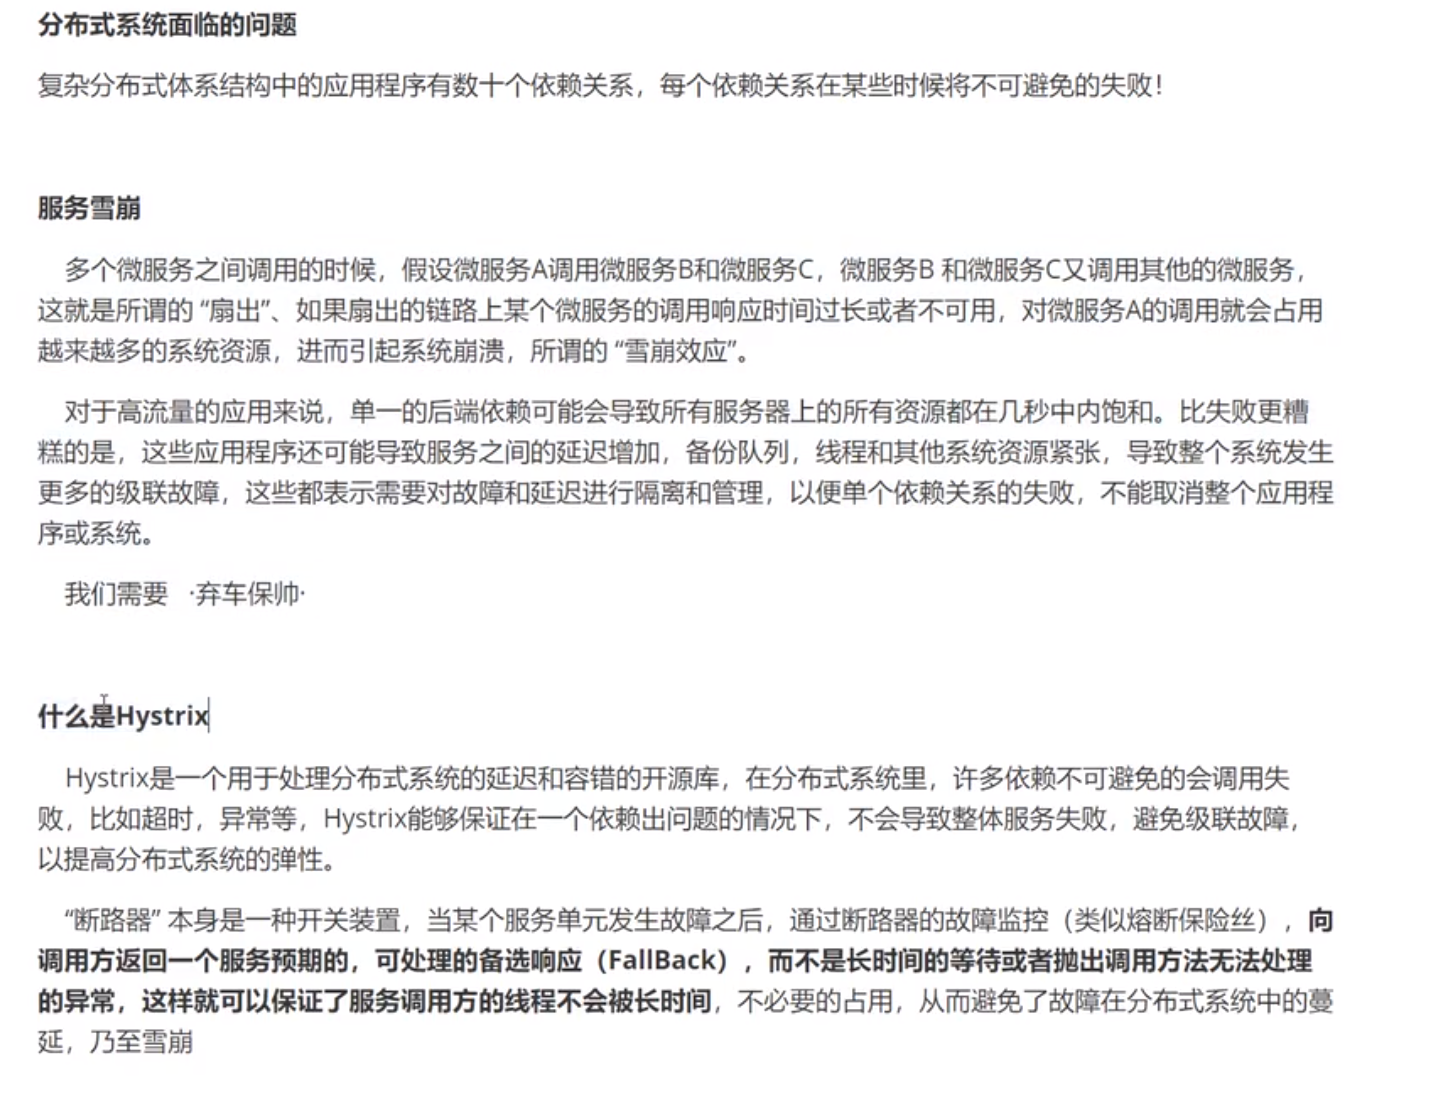 分布式系统面临的问题
复杂分布式体系结构中的应用程序有数十个依赖关系，每个依赖关系在某些时候将不可避免的失败！
服务雪崩
多个微服务之间调用的时候，假设微服务A调用微服务B和微服务C，微服务B 和微服务C又调用其他的微服务，
这就是所谓的 “扇出”、如果扇出的链路上某个微服务的调用响应时间过长或者不可用，对微服务A的调用就会占用
越来越多的系统资源，进而引起系统崩溃，所谓的 “雪崩效应”。
对于高流量的应用来说，单一的后端依赖可能会导致所有服务器上的所有资源都在几秒中内饱和。比失败更糟
糕的是，这些应用程序还可能导致服务之间的延迟增加，备份队列，线程和其他系统资源紧张，导致整个系统发生
更多的级联故障，这些都表示需要对故障和延迟进行隔离和管理，以便单个依赖关系的失败，不能取消整个应用程
序或系统。
我们需要 ·弃车保帅·
什么是Hystrix
Hystrix是一个用于处理分布式系统的延迟和容错的开源库，在分布式系统里，许多依赖不可避免的会调用失
败，比如超时，异常等，Hystrix能够保证在一个依赖出问题的情况下，不会导致整体服务失败，避免级联故障，
以提高分布式系统的弹性。
“断路器” 本身是一种开关装置，当某个服务单元发生故障之后，通过断路器的故障监控（类似熔断保险丝），向
调用方返回一个服务预期的，可处理的备选响应（FallBack），而不是长时间的等待或者抛出调用方法无法处理
的异常，这样就可以保证了服务调用方的线程不会被长时间，不必要的占用，从而避免了故障在分布式系统中的蔓
延，乃至雪崩